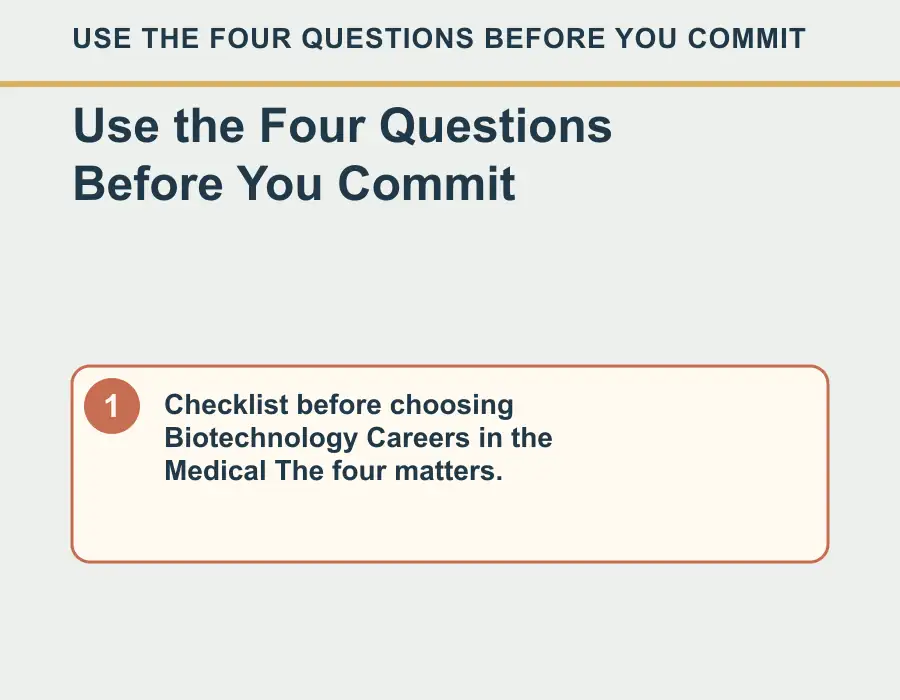 USE THE FOUR QUESTIONS BEFORE YOU COMMIT
Use the Four Questions
Before You Commit
1
Checklist before choosing
Biotechnology Careers in the
Medical The four matters.